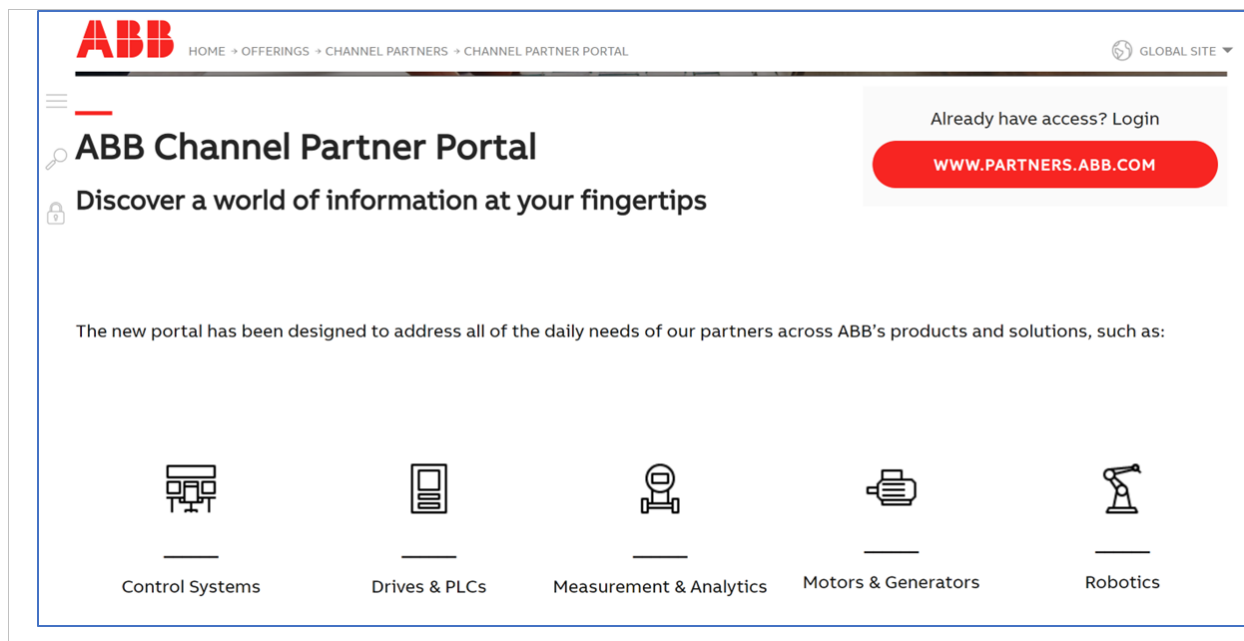 ABB HOME → OFFERINGS → CHANNEL PARTNERS → CHANNEL PARTNER PORTAL GLOBAL SITE
Already have access? Login
WWW.PARTNERS.ABB.COM
ABB Channel Partner Portal
Discover a world of information at your fingertips
The new portal has been designed to address all of the daily needs of our partners across ABB’s products and solutions, such as:
Control Systems
Drives & PLCs
Measurement & Analytics
Motors & Generators
Robotics